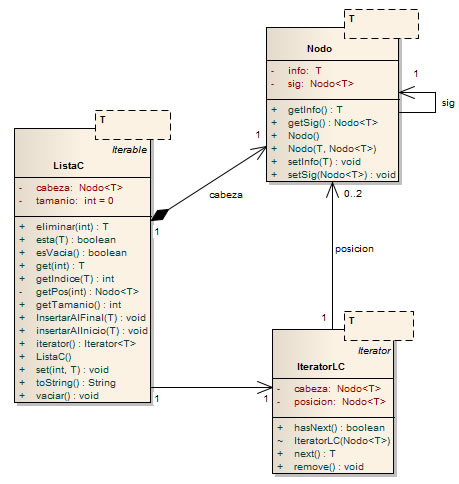 T
Nodo
- info: T
- sig: Nodo<T>
+ getInfo() : T
+ getSig() : Nodo<T>
+ Nodo()
+ Nodo(T, Nodo<T>)
+ setInfo(T) : void
+ setSig(Nodo<T>) : void
1
sig
1
cabeza
1
0..2
posicion
1
T
Iterable
ListaC
- cabeza: Nodo<T>
- tamanio: int = 0
+ eliminar(int) : T
+ esta(T) : boolean
+ esVacia() : boolean
+ get(int) : T
+ getIndice(T) : int
- getPos(int) : Nodo<T>
+ getTamanio() : int
+ InsertarAlFinal(T) : void
+ insertarAlInicio(T) : void
+ iterator() : Iterator<T>
+ ListaC()
+ set(int, T) : void
+ toString() : String
+ vaciar() : void
1
1
T
Iterator
IteratorLC
- cabeza: Nodo<T>
- posicion: Nodo<T>
+ hasNext() : boolean
~ IteratorLC(Nodo<T>)
+ next() : T
+ remove() : void